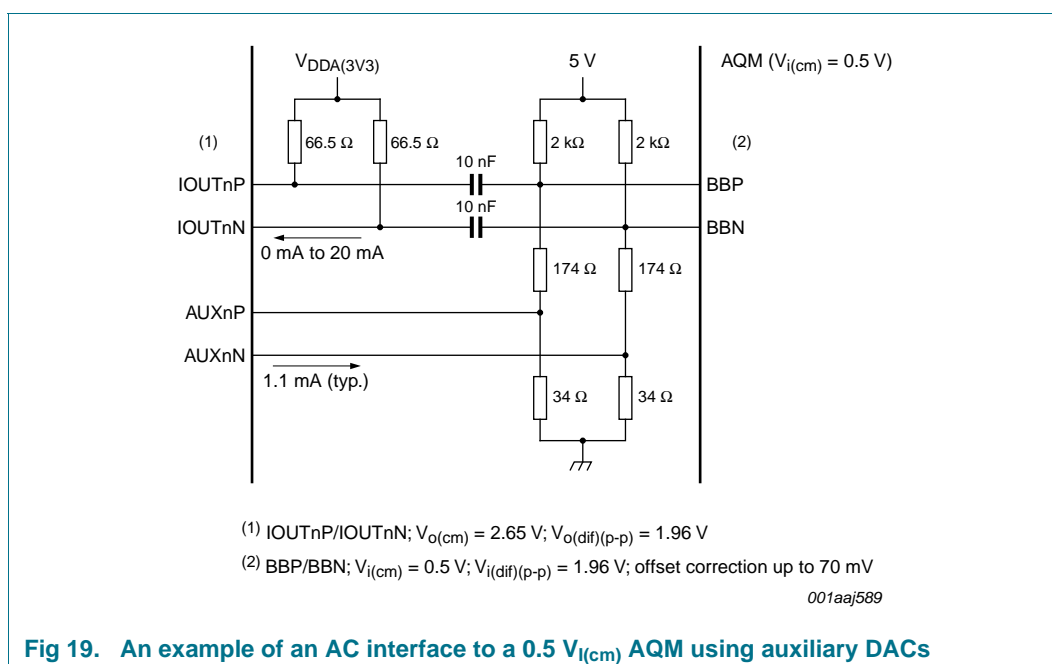 V_DDA(3V3)
5 V
AQM (V_i(cm) = 0.5 V)
(1)
66.5 Ω
66.5 Ω
2 kΩ
2 kΩ
(2)
10 nF
IOUTnP
BBP
10 nF
IOUTnN
BBN
0 mA to 20 mA
174 Ω
174 Ω
AUXnP
AUXnN
1.1 mA (typ.)
34 Ω
34 Ω
(1) IOUTnP/IOUTnN; V_o(cm) = 2.65 V; V_o(dif)(p-p) = 1.96 V
(2) BBP/BBN; V_i(cm) = 0.5 V; V_i(dif)(p-p) = 1.96 V; offset correction up to 70 mV
001aaj589
Fig 19. An example of an AC interface to a 0.5 V_I(cm) AQM using auxiliary DACs